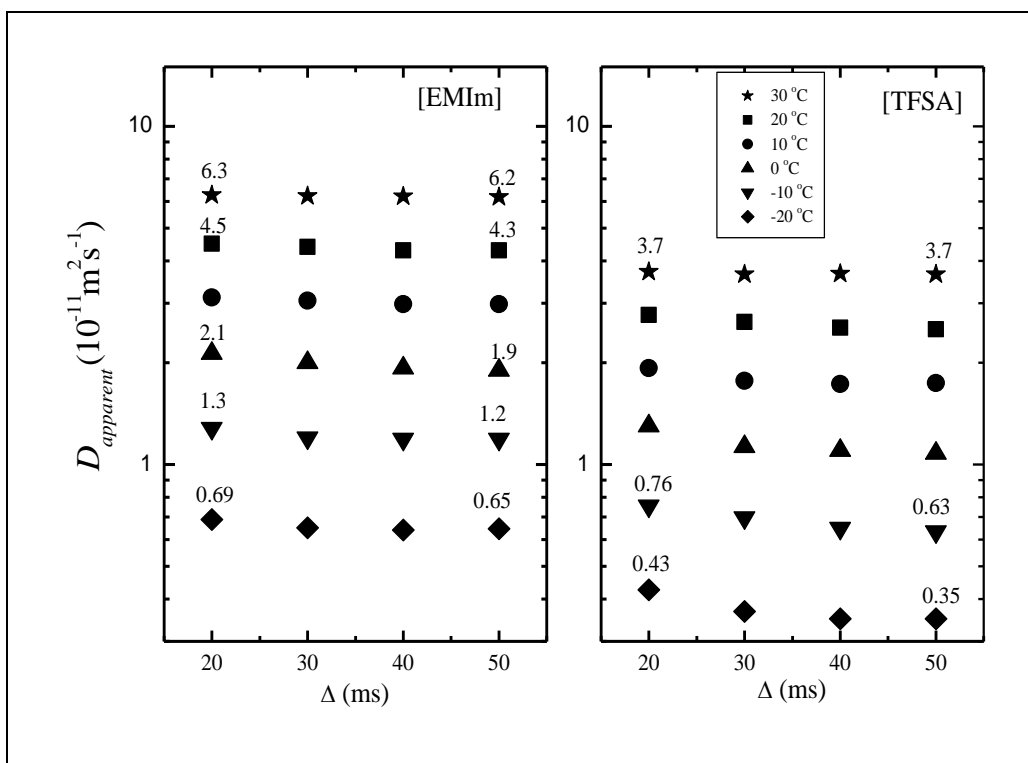 [EMIm]
10
1
D_apparent (10^-11 m^2 s^-1)
6.3
6.2
4.5
4.3
2.1
1.9
1.3
1.2
0.69
0.65
20 30 40 50
Δ (ms)
[TFSA]
30 °C
20 °C
10 °C
0 °C
-10 °C
-20 °C
10
1
3.7
3.7
0.76
0.63
0.43
0.35
20 30 40 50
Δ (ms)